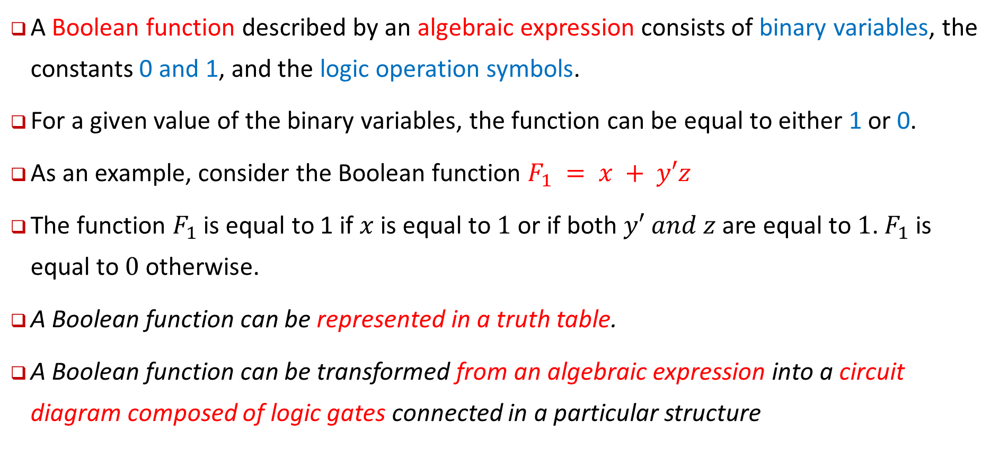 ❑ A Boolean function described by an algebraic expression consists of binary variables, the
constants 0 and 1, and the logic operation symbols.
❑ For a given value of the binary variables, the function can be equal to either 1 or 0.
❑ As an example, consider the Boolean function F₁ = x + y′z
❑ The function F₁ is equal to 1 if x is equal to 1 or if both y′ and z are equal to 1. F₁ is
equal to 0 otherwise.
❑ A Boolean function can be represented in a truth table.
❑ A Boolean function can be transformed from an algebraic expression into a circuit
diagram composed of logic gates connected in a particular structure